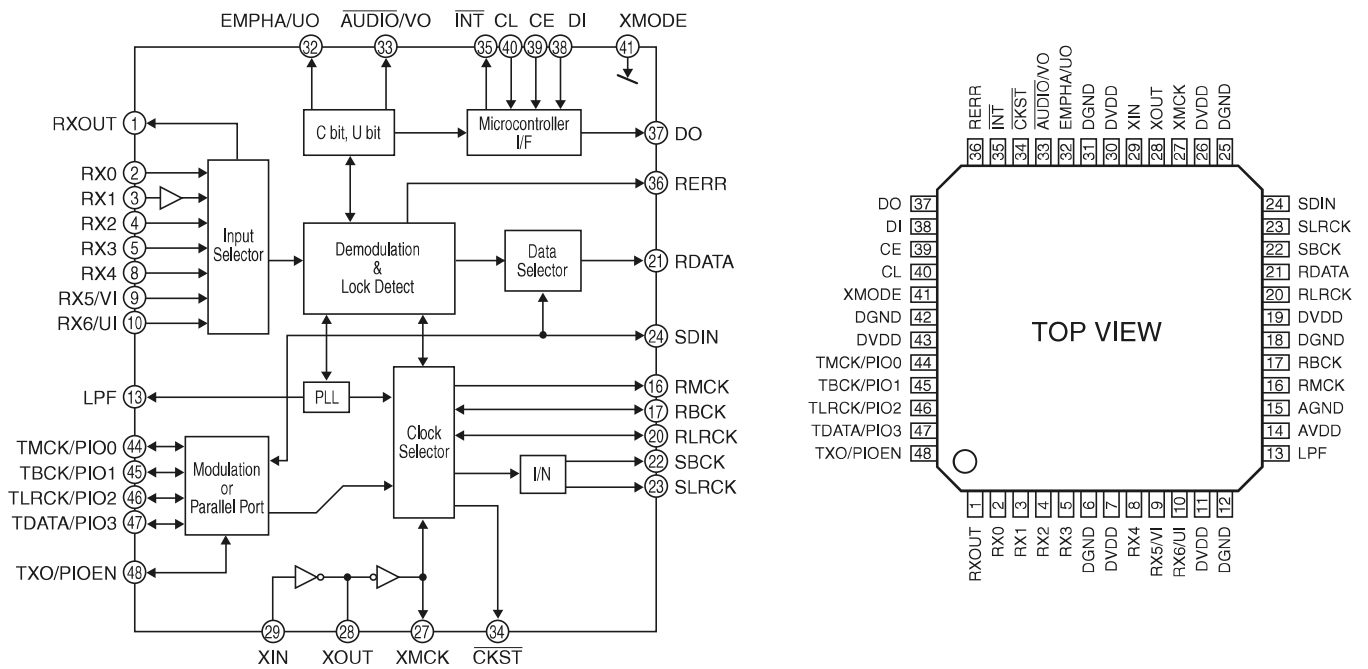 EMPHA/UO AUDIO/VO INT CL CE DI XMODE
32 33 35 40 39 38 41
RXOUT 1
C bit, U bit
Microcontroller
I/F
37 DO
RX0 2
36 RERR
RX1 3
RX2 4
RX3 5
RX4 8
RX5/VI 9
RX6/UI 10
Input
Selector
Demodulation
&
Lock Detect
Data
Selector
21 RDATA
24 SDIN
LPF 13
PLL
Clock
Selector
16 RMCK
17 RBCK
20 RLRCK
I/N
22 SBCK
23 SLRCK
TMCK/PIO0 44
TBCK/PIO1 45
TLRCK/PIO2 46
TDATA/PIO3 47
Modulation
or
Parallel Port
TXO/PIOEN 48
29 28 27 34
XIN XOUT XMCK CKST
RERR INT CKST AUDIO/VO EMPHA/UO DGND DVDD XIN XOUT XMCK DVDD DGND
36 35 34 33 32 31 30 29 28 27 26 25
DO 37
DI 38
CE 39
CL 40
XMODE 41
DGND 42
DVDD 43
TMCK/PIO0 44
TBCK/PIO1 45
TLRCK/PIO2 46
TDATA/PIO3 47
TXO/PIOEN 48
TOP VIEW
24 SDIN
23 SLRCK
22 SBCK
21 RDATA
20 RLRCK
19 DVDD
18 DGND
17 RBCK
16 RMCK
15 AGND
14 AVDD
13 LPF
1 2 3 4 5 6 7 8 9 10 11 12
RXOUT RX0 RX1 RX2 RX3 DGND DVDD RX4 RX5/VI RX6/UI DVDD DGND